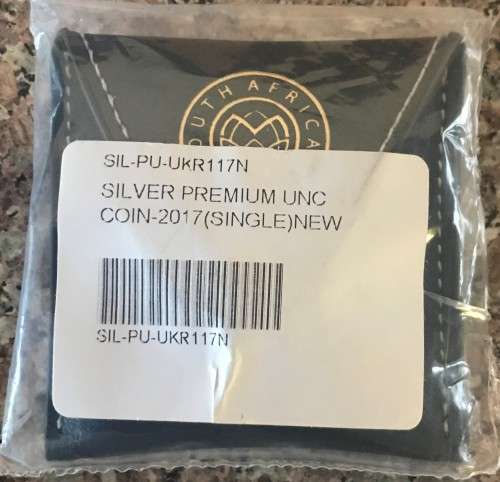 SOUTH AFRICA
SIL-PU-UKR117N
SILVER PREMIUM UNC
COIN-2017(SINGLE)NEW
SIL-PU-UKR117N